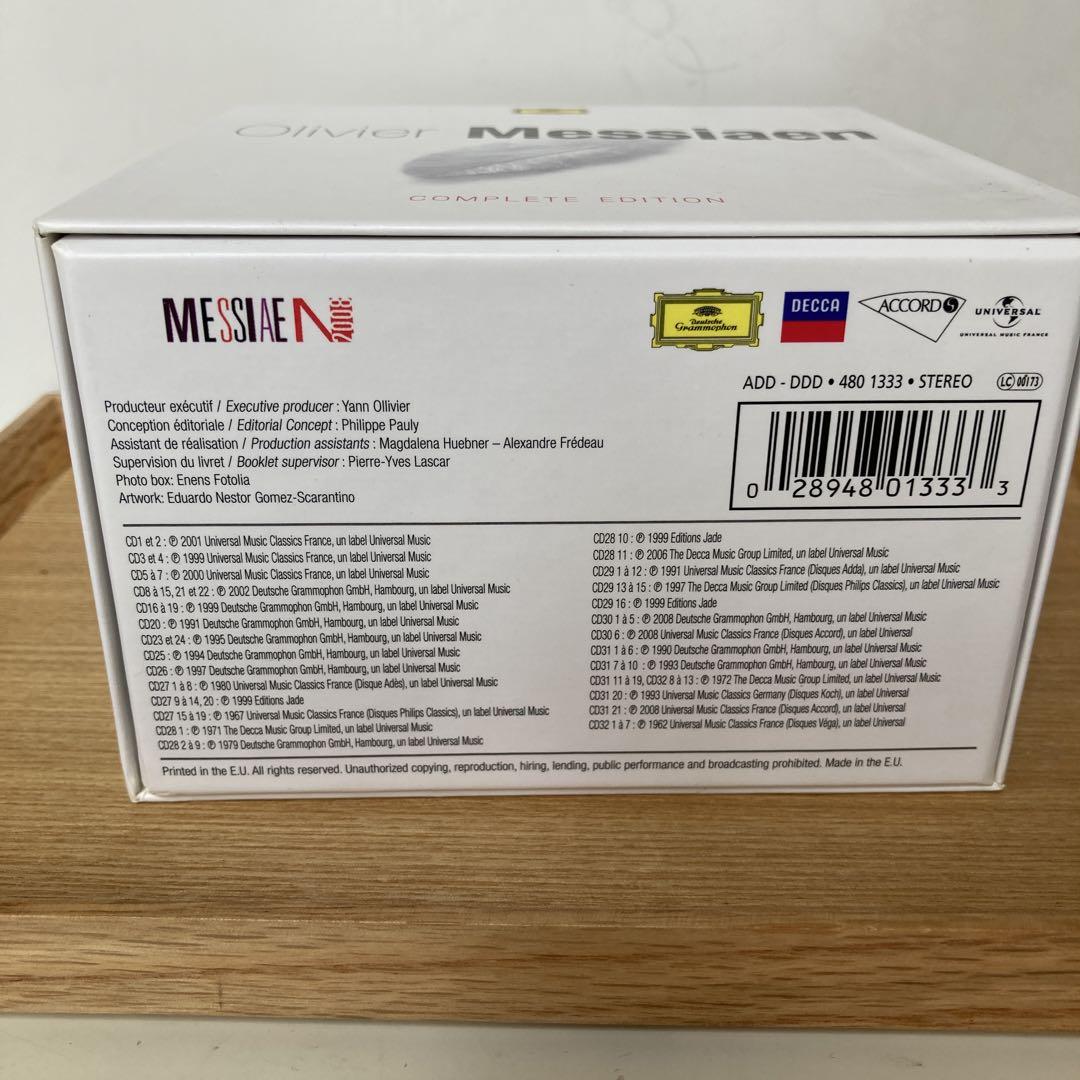 Olivier Messiaen
COMPLETE EDITION
MESSIAEN 2008
Deutsche
Grammophon
DECCA
ACCORD S
UNIVERSAL
UNIVERSAL MUSIC FRANCE
ADD - DDD • 480 1333 • STEREO
LC 00173
Producteur exécutif / Executive producer : Yann Ollivier
Conception éditoriale / Editorial Concept : Philippe Pauly
Assistant de réalisation / Production assistants : Magdalena Huebner – Alexandre Frédeau
Supervision du livret / Booklet supervisor : Pierre-Yves Lascar
Photo box: Enens Fotolia
Artwork: Eduardo Nestor Gomez-Scarantino
0 28948 01333 3
CD1 et 2 : ℗ 2001 Universal Music Classics France, un label Universal Music
CD3 et 4 : ℗ 1999 Universal Music Classics France, un label Universal Music
CD5 à 7 : ℗ 2000 Universal Music Classics France, un label Universal Music
CD8 à 15, 21 et 22 : ℗ 2002 Deutsche Grammophon GmbH, Hambourg, un label Universal Music
CD16 à 19 : ℗ 1999 Deutsche Grammophon GmbH, Hambourg, un label Universal Music
CD20 : ℗ 1991 Deutsche Grammophon GmbH, Hambourg, un label Universal Music
CD23 et 24 : ℗ 1995 Deutsche Grammophon GmbH, Hambourg, un label Universal Music
CD25 : ℗ 1994 Deutsche Grammophon GmbH, Hambourg, un label Universal Music
CD26 : ℗ 1997 Deutsche Grammophon GmbH, Hambourg, un label Universal Music
CD27 1 à 8 : ℗ 1980 Universal Music Classics France (Disque Adès), un label Universal Music
CD27 9 à 14, 20 : ℗ 1999 Editions Jade
CD27 15 à 19 : ℗ 1967 Universal Music Classics France (Disques Philips Classics), un label Universal Music
CD28 1 : ℗ 1971 The Decca Music Group Limited, un label Universal Music
CD28 2 à 9 : ℗ 1979 Deutsche Grammophon GmbH, Hambourg, un label Universal Music
CD28 10 : ℗ 1999 Editions Jade
CD28 11 : ℗ 2006 The Decca Music Group Limited, un label Universal Music
CD29 1 à 12 : ℗ 1991 Universal Music Classics France (Disques Adda), un label Universal Music
CD29 13 à 15 : ℗ 1997 The Decca Music Group Limited (Disques Philips Classics), un label Universal Music
CD29 16 : ℗ 1999 Editions Jade
CD30 1 à 5 : ℗ 2008 Deutsche Grammophon GmbH, Hambourg, un label Universal Music
CD30 6 : ℗ 2008 Universal Music Classics France (Disques Accord), un label Universal
CD31 1 à 6 : ℗ 1990 Deutsche Grammophon GmbH, Hambourg, un label Universal Music
CD31 7 à 10 : ℗ 1993 Deutsche Grammophon GmbH, Hambourg, un label Universal Music
CD31 11 à 19, CD32 8 à 13 : ℗ 1972 The Decca Music Group Limited, un label Universal Music
CD31 20 : ℗ 1993 Universal Music Classics Germany (Disques Koch), un label Universal
CD31 21 : ℗ 2008 Universal Music Classics France (Disques Accord), un label Universal
CD32 1 à 7 : ℗ 1962 Universal Music Classics France (Disques Véga), un label Universal
Printed in the E.U. All rights reserved. Unauthorized copying, reproduction, hiring, lending, public performance and broadcasting prohibited. Made in the E.U.